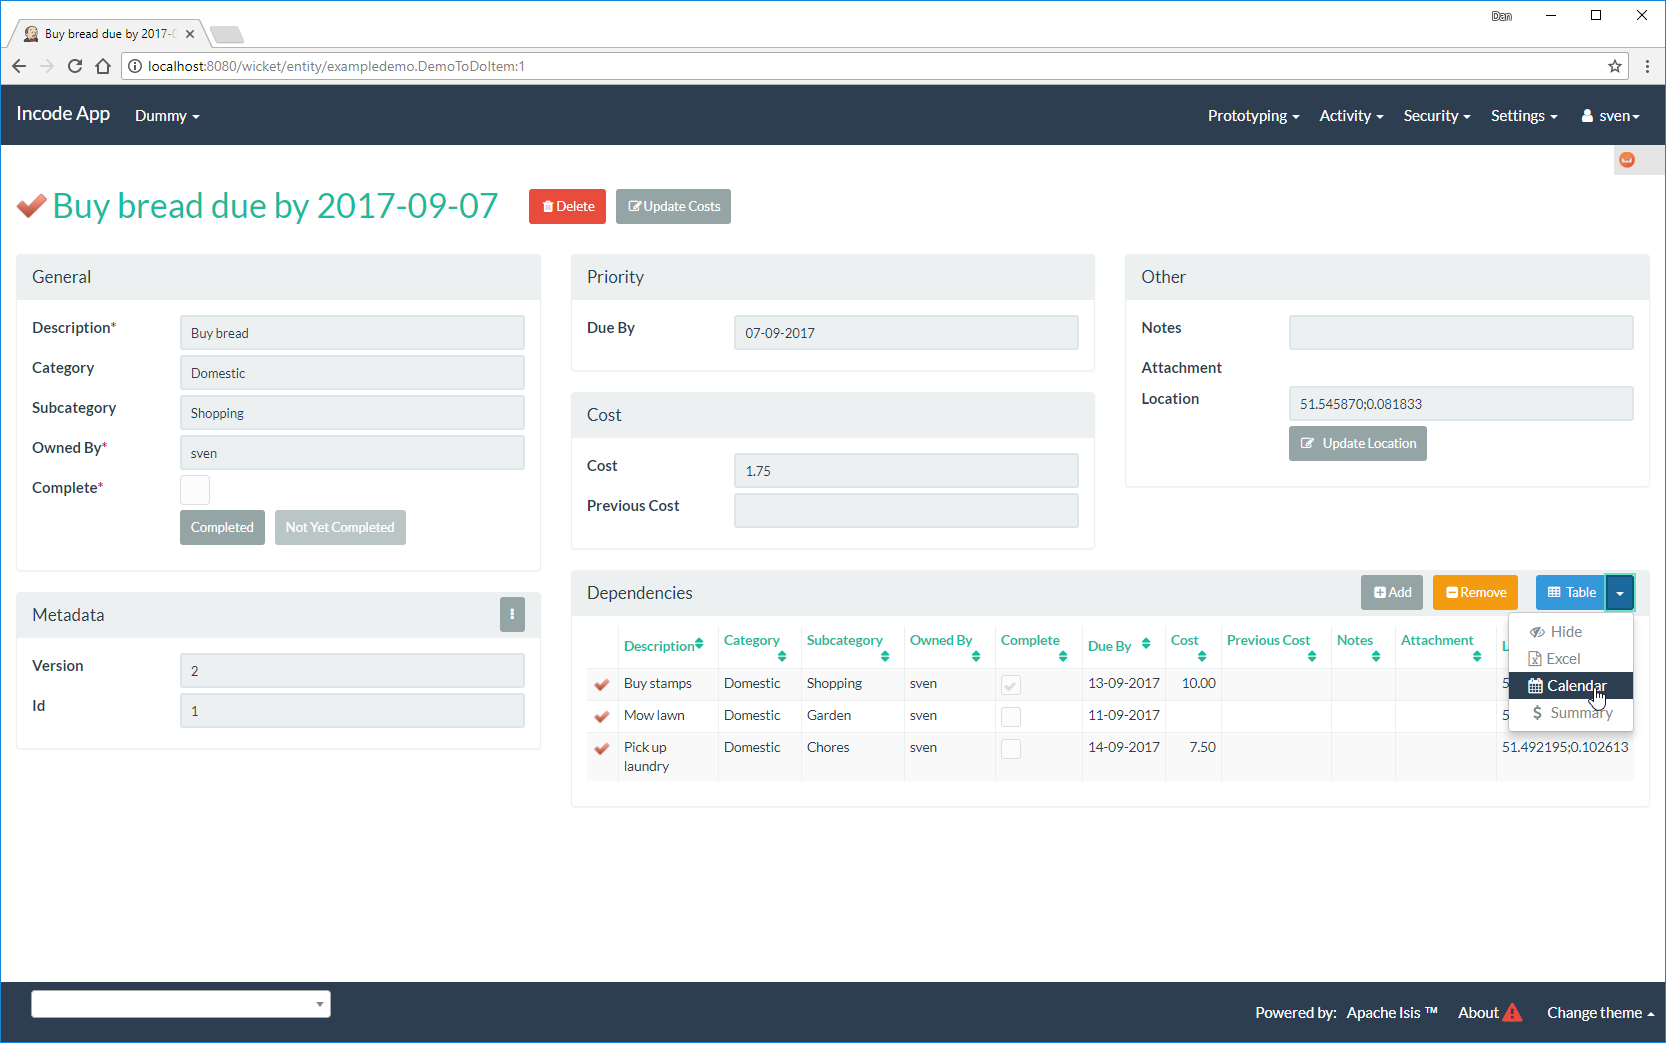 Dan
Buy bread due by 2017-
localhost:8080/wicket/entity/exampledemo.DemoToDoItem:1
Incode App Dummy Prototyping Activity Security Settings sven
Buy bread due by 2017-09-07 Delete Update Costs
General
Description* Buy bread
Category Domestic
Subcategory Shopping
Owned By* sven
Complete*
Completed Not Yet Completed
Metadata
Version 2
Id 1
Priority
Due By 07-09-2017
Cost
Cost 1.75
Previous Cost
Other
Notes
Attachment
Location 51.545870;0.081833
Update Location
Dependencies Add Remove Table
Hide
Excel
Calendar
$ Summary
Description Category Subcategory Owned By Complete Due By Cost Previous Cost Notes Attachment L
Buy stamps Domestic Shopping sven 13-09-2017 10.00 5
Mow lawn Domestic Garden sven 11-09-2017 5
Pick up laundry Domestic Chores sven 14-09-2017 7.50 51.492195;0.102613
Powered by: Apache Isis ™ About Change theme